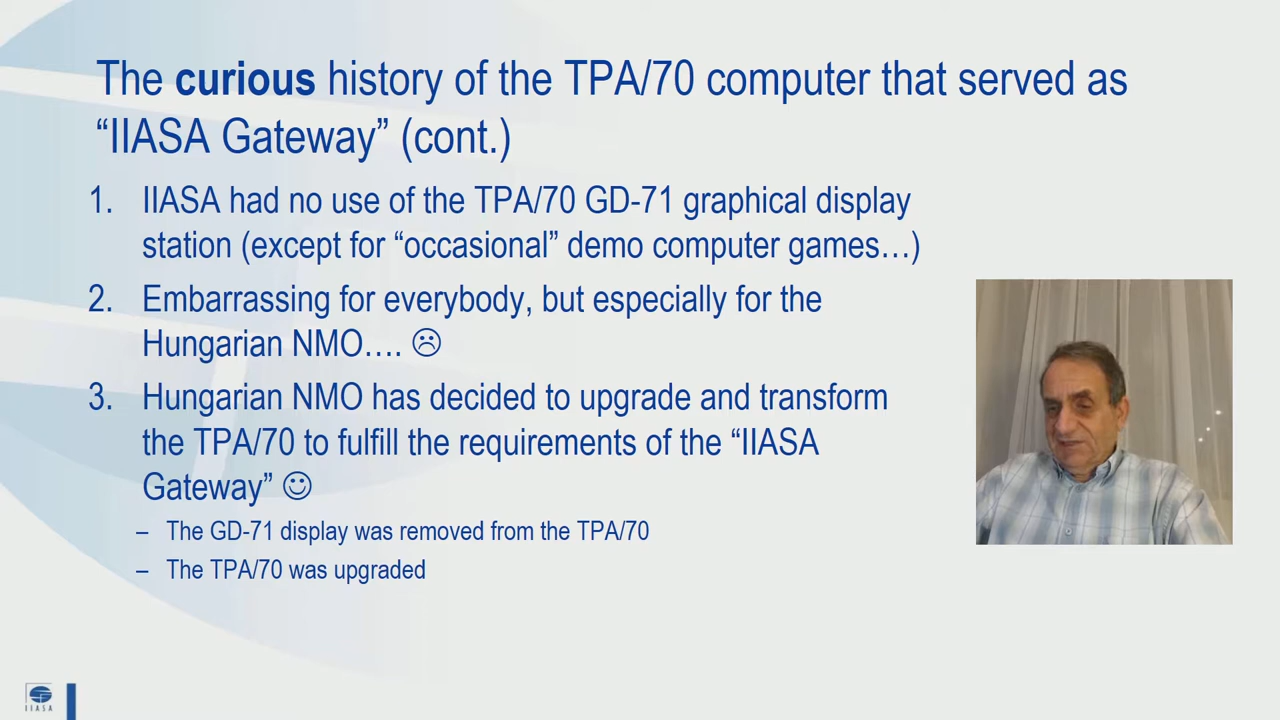 The curious history of the TPA/70 computer that served as
“IIASA Gateway” (cont.)
1. IIASA had no use of the TPA/70 GD-71 graphical display
station (except for “occasional” demo computer games…)
2. Embarrassing for everybody, but especially for the
Hungarian NMO…. ☹
3. Hungarian NMO has decided to upgrade and transform
the TPA/70 to fulfill the requirements of the “IIASA
Gateway” ☺
– The GD-71 display was removed from the TPA/70
– The TPA/70 was upgraded
IIASA